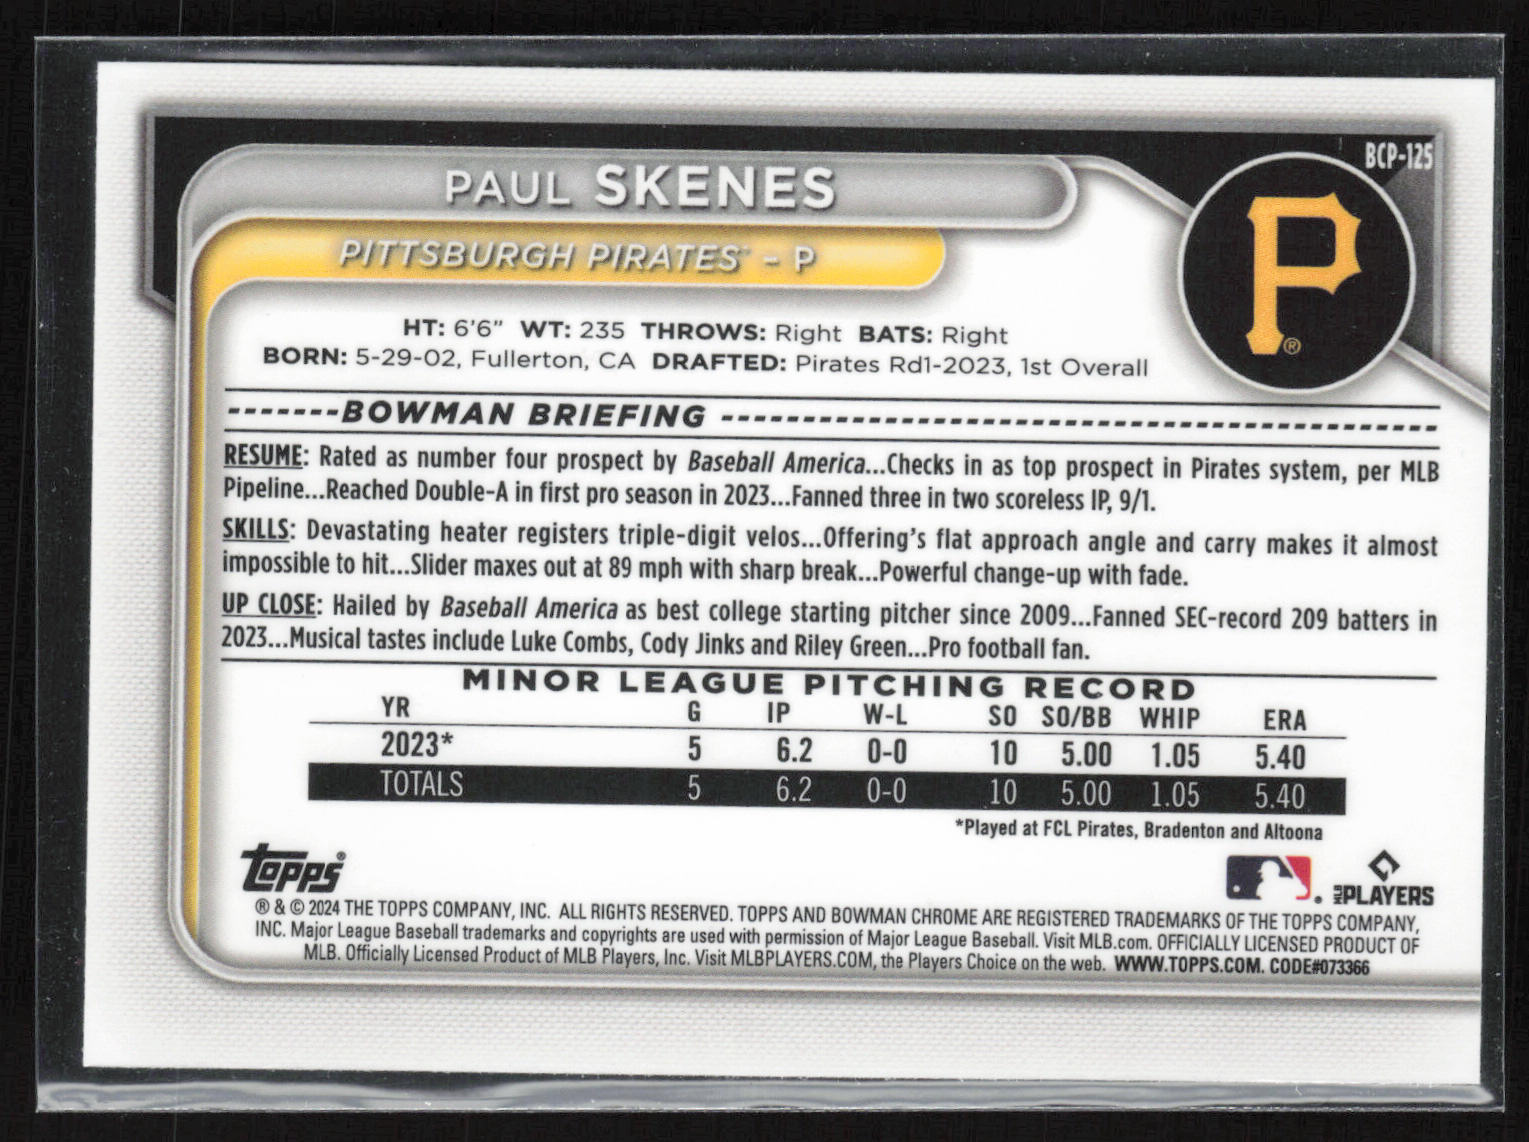 BCP-125
PAUL SKENES
PITTSBURGH PIRATES™ - P
P®
HT: 6'6" WT: 235 THROWS: Right BATS: Right
BORN: 5-29-02, Fullerton, CA DRAFTED: Pirates Rd1-2023, 1st Overall
-------BOWMAN BRIEFING ---------------------------------------------
RESUME: Rated as number four prospect by Baseball America...Checks in as top prospect in Pirates system, per MLB
Pipeline...Reached Double-A in first pro season in 2023...Fanned three in two scoreless IP, 9/1.
SKILLS: Devastating heater registers triple-digit velos...Offering's flat approach angle and carry makes it almost
impossible to hit...Slider maxes out at 89 mph with sharp break...Powerful change-up with fade.
UP CLOSE: Hailed by Baseball America as best college starting pitcher since 2009...Fanned SEC-record 209 batters in
2023...Musical tastes include Luke Combs, Cody Jinks and Riley Green...Pro football fan.
MINOR LEAGUE PITCHING RECORD
YR G IP W-L SO SO/BB WHIP ERA
2023* 5 6.2 0-0 10 5.00 1.05 5.40
TOTALS 5 6.2 0-0 10 5.00 1.05 5.40
*Played at FCL Pirates, Bradenton and Altoona
Topps®
MLB PLAYERS
® & © 2024 THE TOPPS COMPANY, INC. ALL RIGHTS RESERVED. TOPPS AND BOWMAN CHROME ARE REGISTERED TRADEMARKS OF THE TOPPS COMPANY,
INC. Major League Baseball trademarks and copyrights are used with permission of Major League Baseball. Visit MLB.com. OFFICIALLY LICENSED PRODUCT OF
MLB. Officially Licensed Product of MLB Players, Inc. Visit MLBPLAYERS.COM, the Players Choice on the web. WWW.TOPPS.COM. CODE#073366